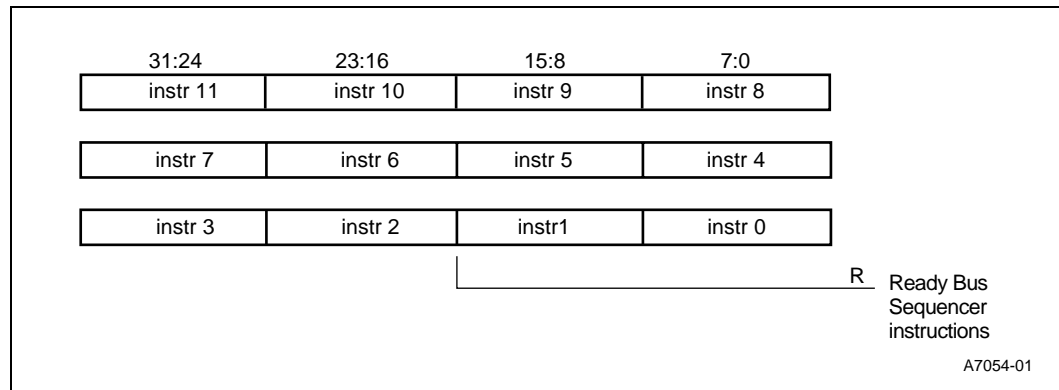 31:24 23:16 15:8 7:0
instr 11 instr 10 instr 9 instr 8
instr 7 instr 6 instr 5 instr 4
instr 3 instr 2 instr1 instr 0
R Ready Bus
Sequencer
instructions
A7054-01